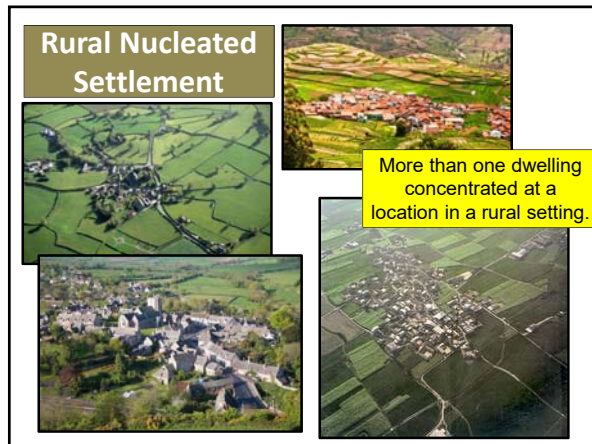 Rural Nucleated
Settlement
More than one dwelling
concentrated at a
location in a rural setting.